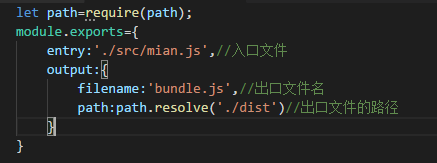 let path=require(path);
module.exports={
    entry:'./src/mian.js',//入口文件
    output:{
        filename:'bundle.js',//出口文件名
        path:path.resolve('./dist')//出口文件的路径
    }
}